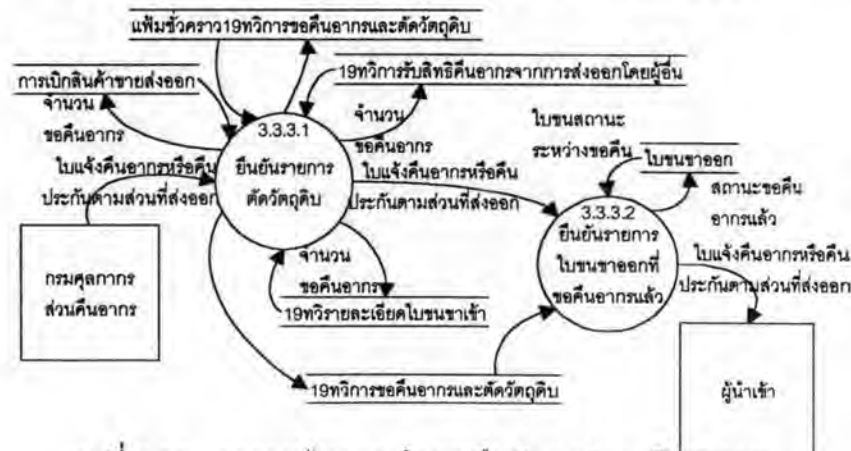 แฟ้มชั่วคราว19ทวิการขอคืนอากรและตัดวัตถุดิบ
การเบิกสินค้าขายส่งออก
19ทวิการรับสิทธิคืนอากรจากการส่งออกโดยผู้อื่น
จำนวน
ขอคืนอากร
3.3.3.1
ยืนยันรายการ
ตัดวัตถุดิบ
จำนวน
ขอคืนอากร
ใบแจ้งคืนอากรหรือคืน
ประกันตามส่วนที่ส่งออก
ใบแจ้งคืนอากรหรือคืน
ประกันตามส่วนที่ส่งออก
ใบขนสถานะ
ระหว่างขอคืน
ใบขนขาออก
สถานะขอคืน
อากรแล้ว
กรมศุลกากร
ส่วนคืนอากร
จำนวน
ขอคืนอากร
19ทวิรายละเอียดใบขนขาเข้า
3.3.3.2
ยืนยันรายการ
ใบขนขาออกที่
ขอคืนอากรแล้ว
ใบแจ้งคืนอากรหรือคืน
ประกันตามส่วนที่ส่งออก
19ทวิการขอคืนอากรและตัดวัตถุดิบ
ผู้นำเข้า